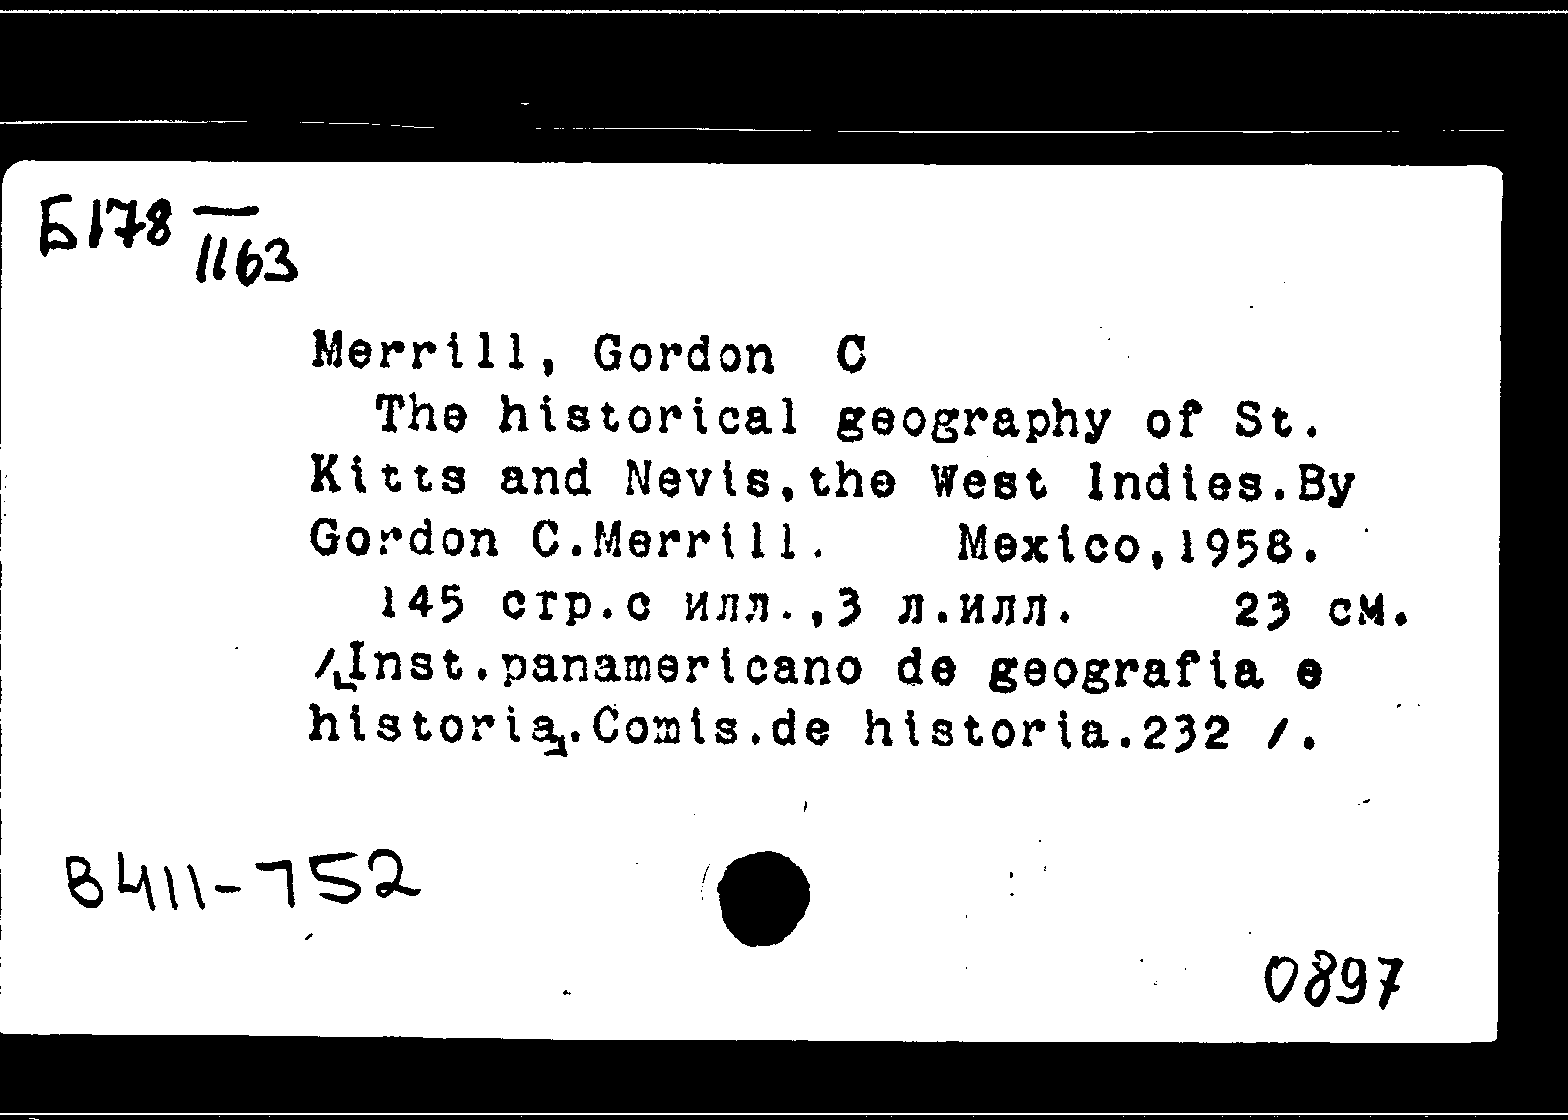 Б178 —
1163
Merrill, Gordon C
The historical geography of St.
Kitts and Nevis,the West Indies.By
Gordon C.Merrill. Mexico,1958.
145 стр.с илл.,3 л.илл. 23 см.
/[Inst.panamericano de geografia e
historia].Comis.de historia.232 /.
В411-752
0897